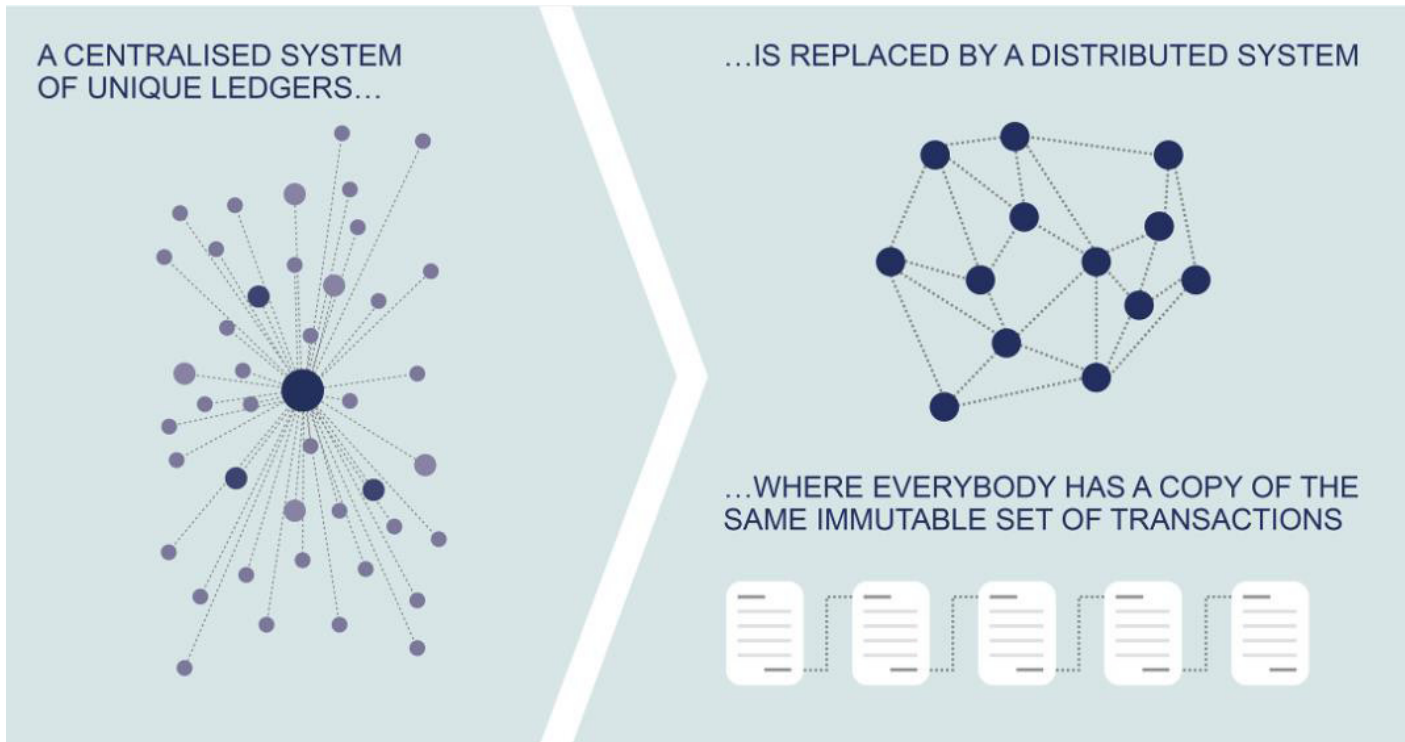 A CENTRALISED SYSTEM
OF UNIQUE LEDGERS…
…IS REPLACED BY A DISTRIBUTED SYSTEM
…WHERE EVERYBODY HAS A COPY OF THE
SAME IMMUTABLE SET OF TRANSACTIONS